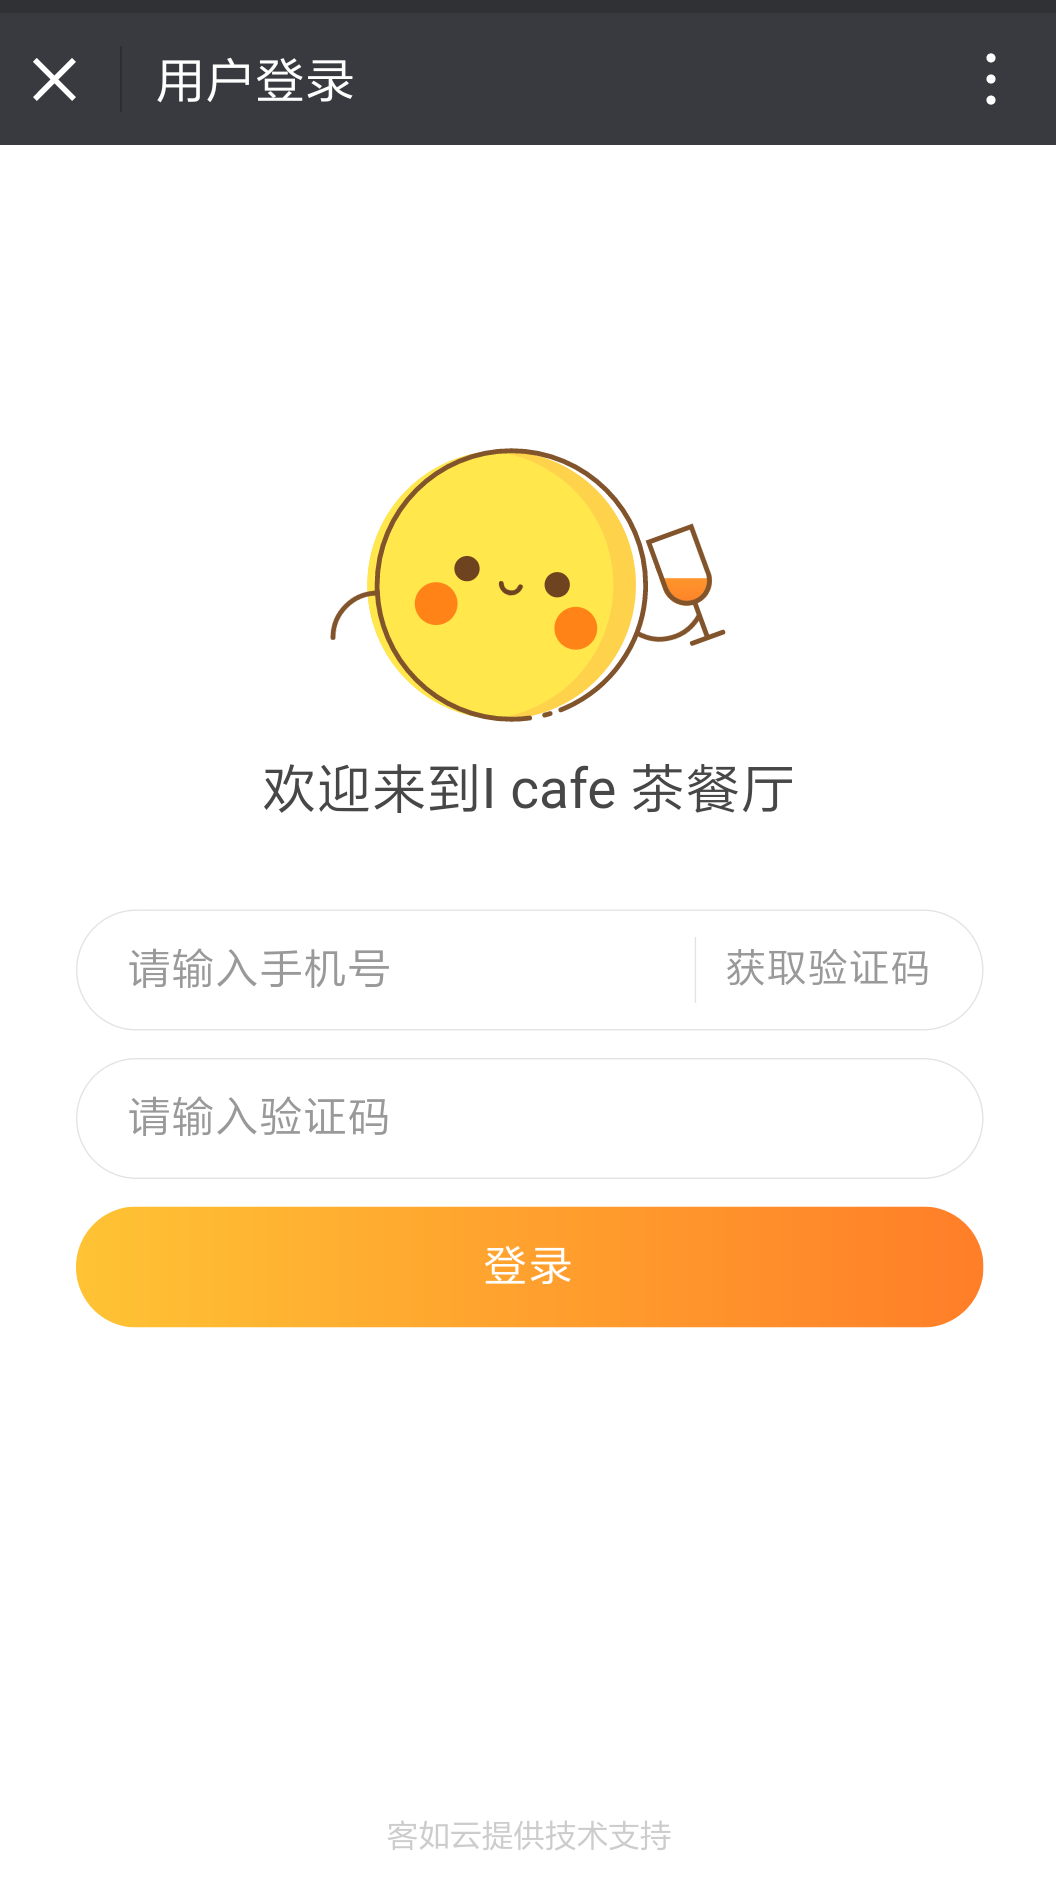 用户登录
欢迎来到I cafe 茶餐厅
请输入手机号 获取验证码
请输入验证码
登录
客如云提供技术支持